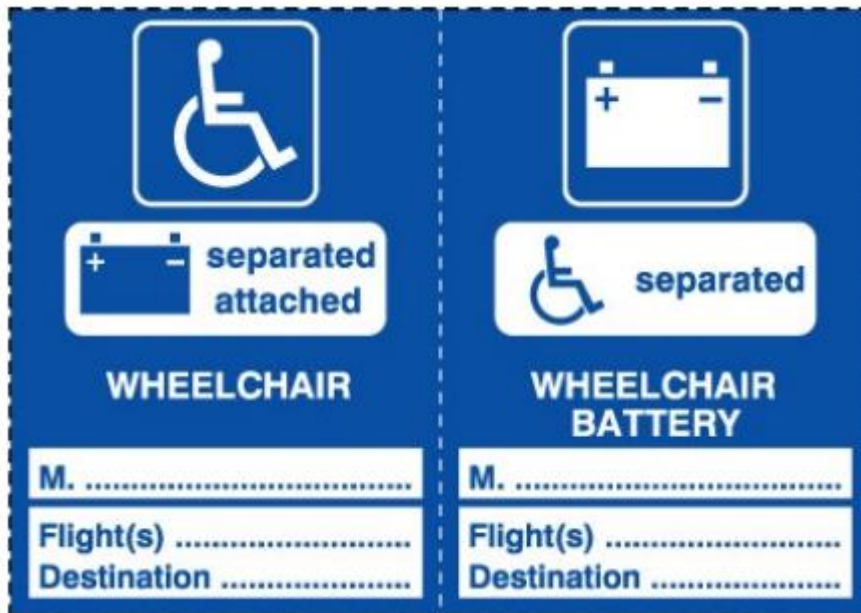 + - separated
attached
WHEELCHAIR
M. ....................................
Flight(s) ..........................
Destination .....................
+ -
separated
WHEELCHAIR
BATTERY
M. ....................................
Flight(s) ..........................
Destination .....................